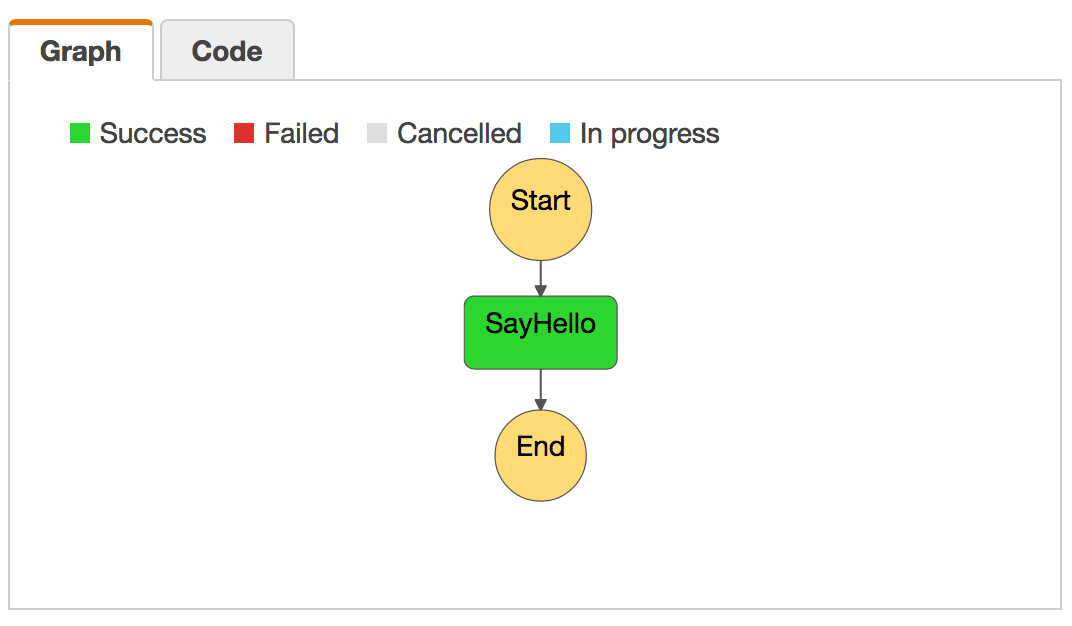 Graph Code
Success Failed Cancelled In progress
Start
SayHello
End